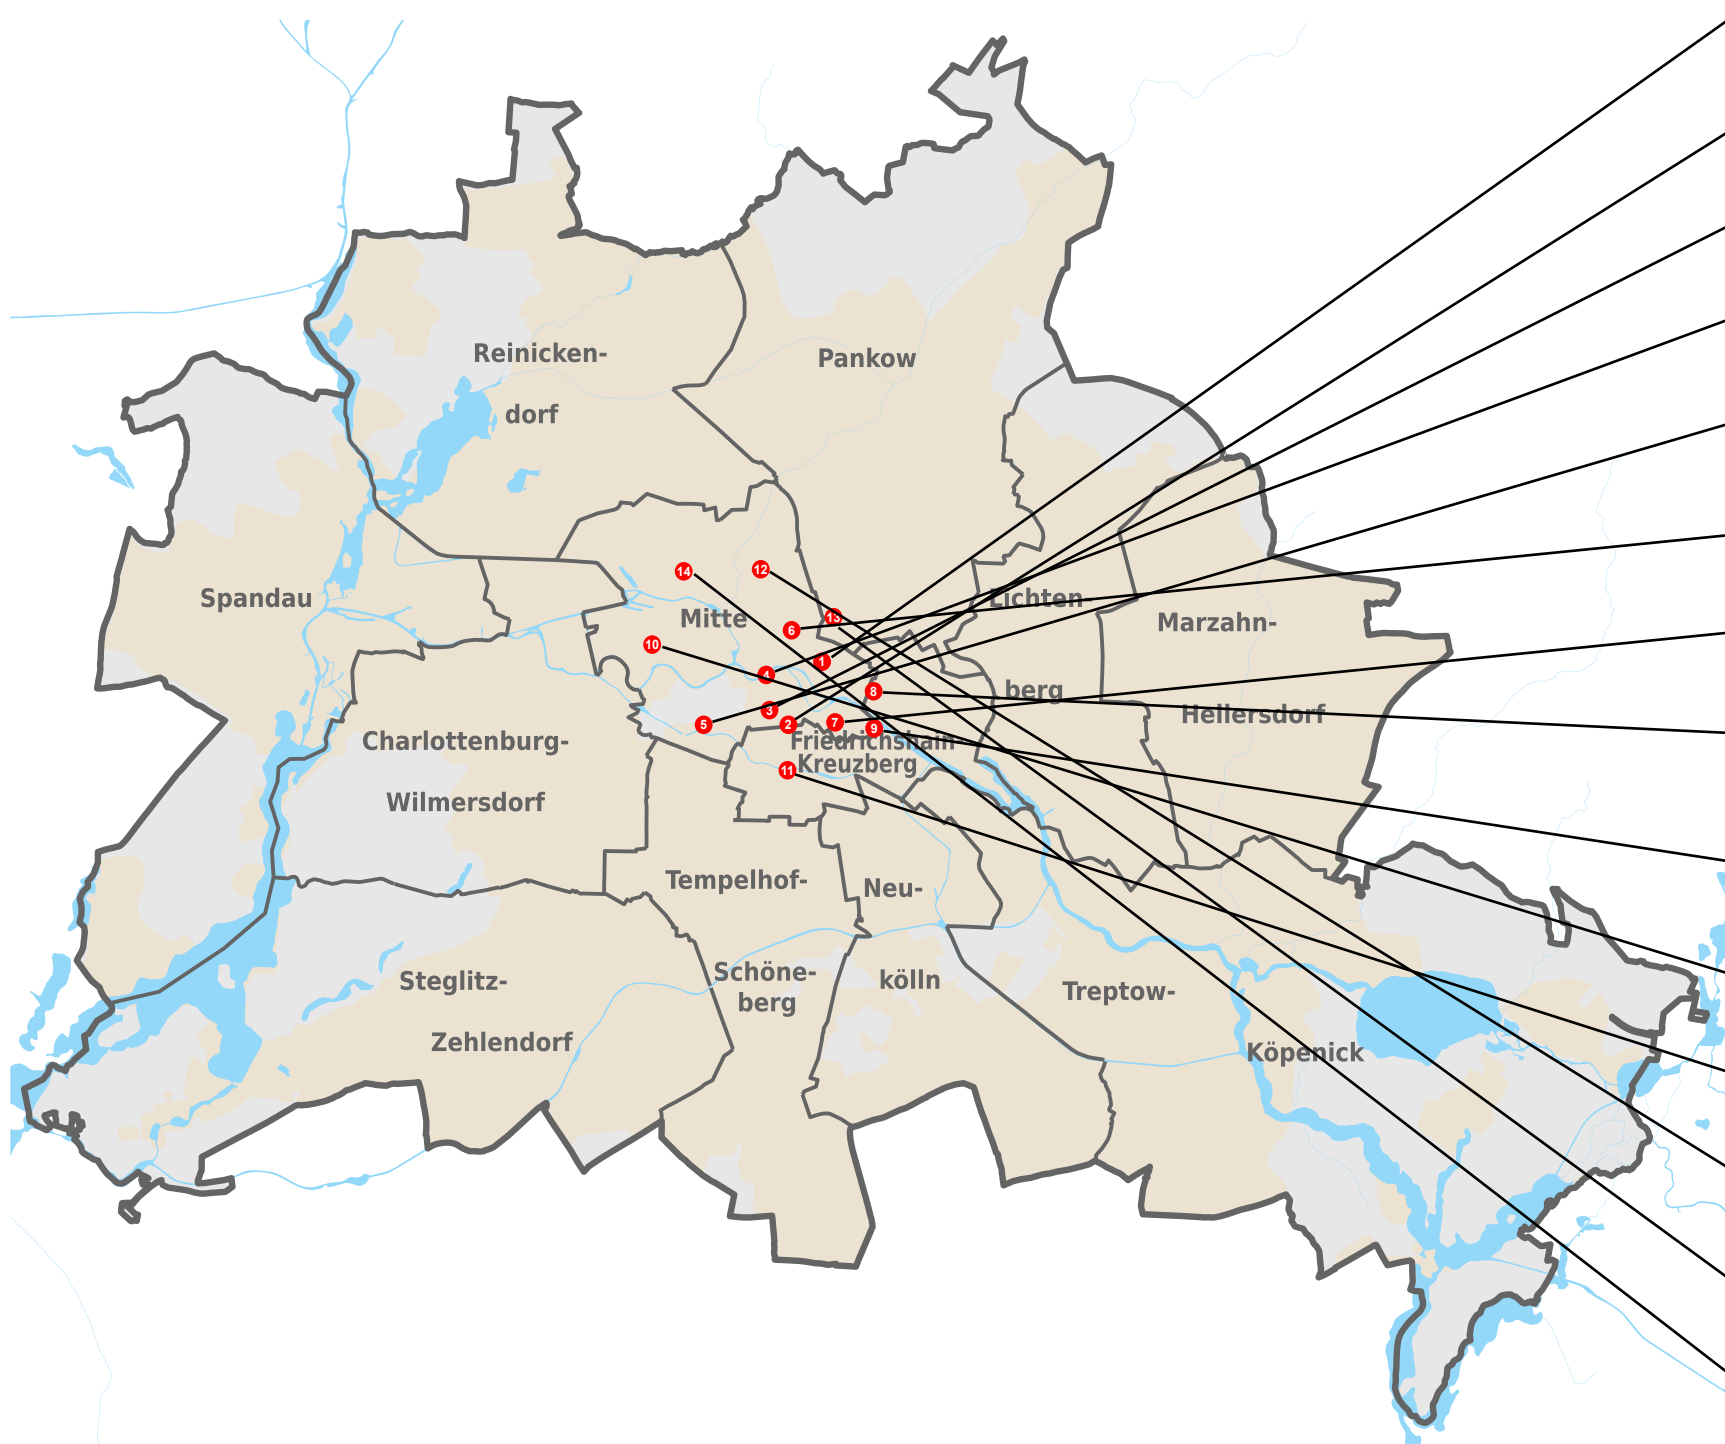 Reinicken-
dorf
Pankow
14
12
Spandau
Mitte
13
6
Lichten
Marzahn-
10
1
4
8
berg
3
5
2
7
9
Hellersdorf
Charlottenburg-
Friedrichshain-
Kreuzberg
11
Wilmersdorf
Tempelhof-
Neu-
Steglitz-
Schöne-
berg
kölln
Treptow-
Zehlendorf
Köpenick